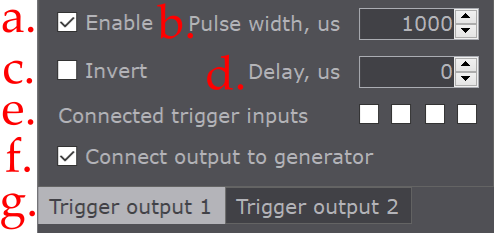 a. Enable b. Pulse width, us 1000
c. Invert d. Delay, us 0
e. Connected trigger inputs
f. Connect output to generator
g. Trigger output 1 Trigger output 2